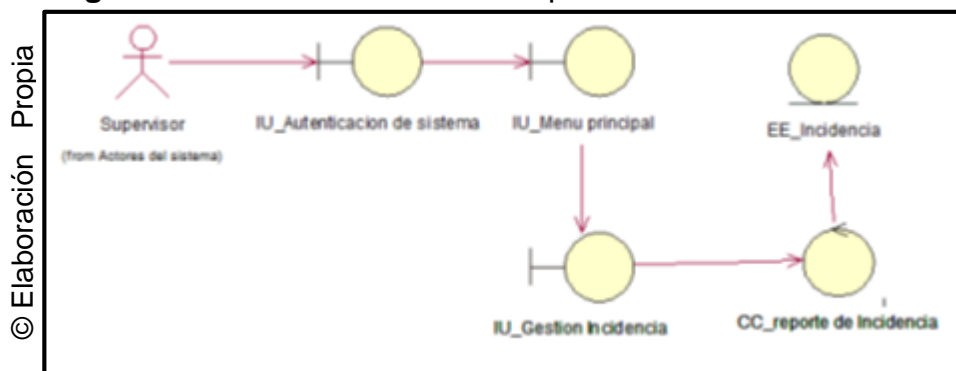 © Elaboración Propia
Supervisor
(from Actores del sistema)
IU_Autenticacion de sistema
IU_Menu principal
EE_Incidencia
IU_Gestion Incidencia
CC_reporte de Incidencia